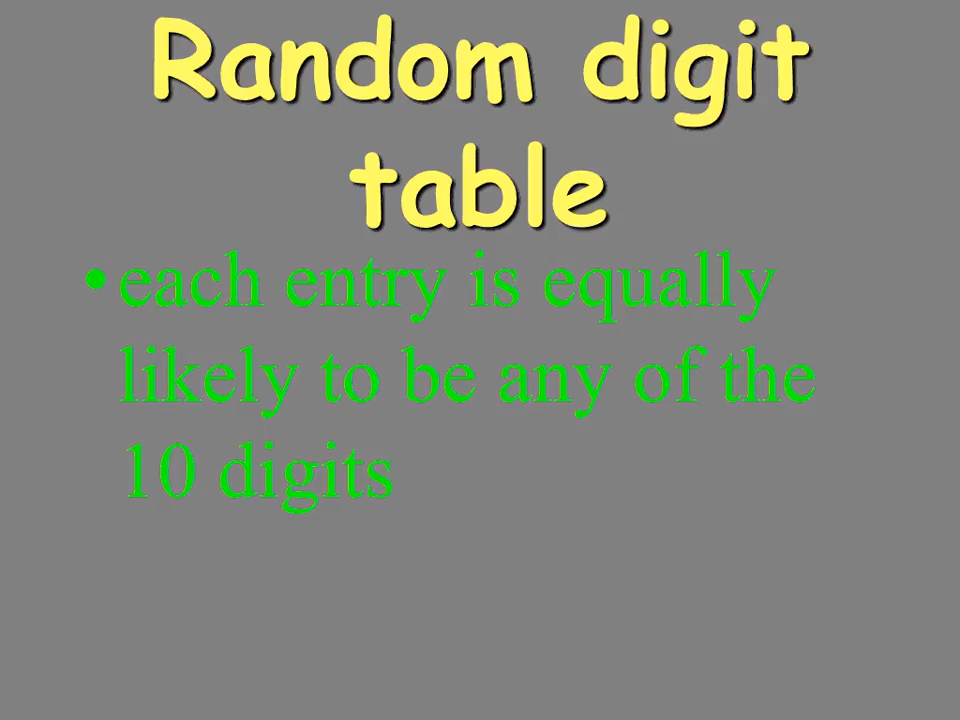 Random digit
table
•each entry is equally
likely to be any of the
10 digits